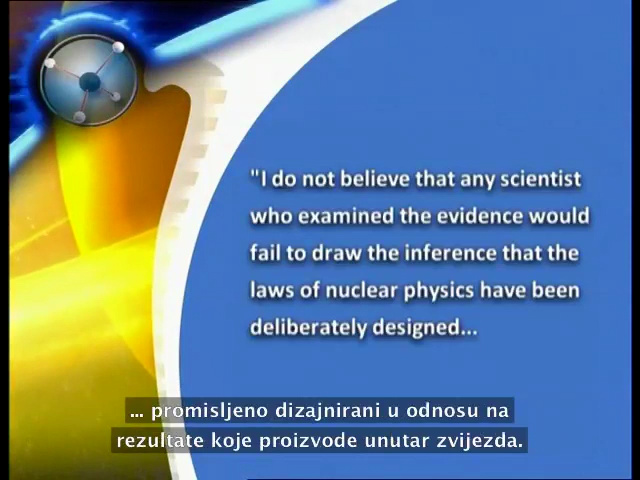 "I do not believe that any scientist
who examined the evidence would
fail to draw the inference that the
laws of nuclear physics have been
deliberately designed...
... promisljeno dizajnirani u odnosu na
rezultate koje proizvode unutar zvijezda.